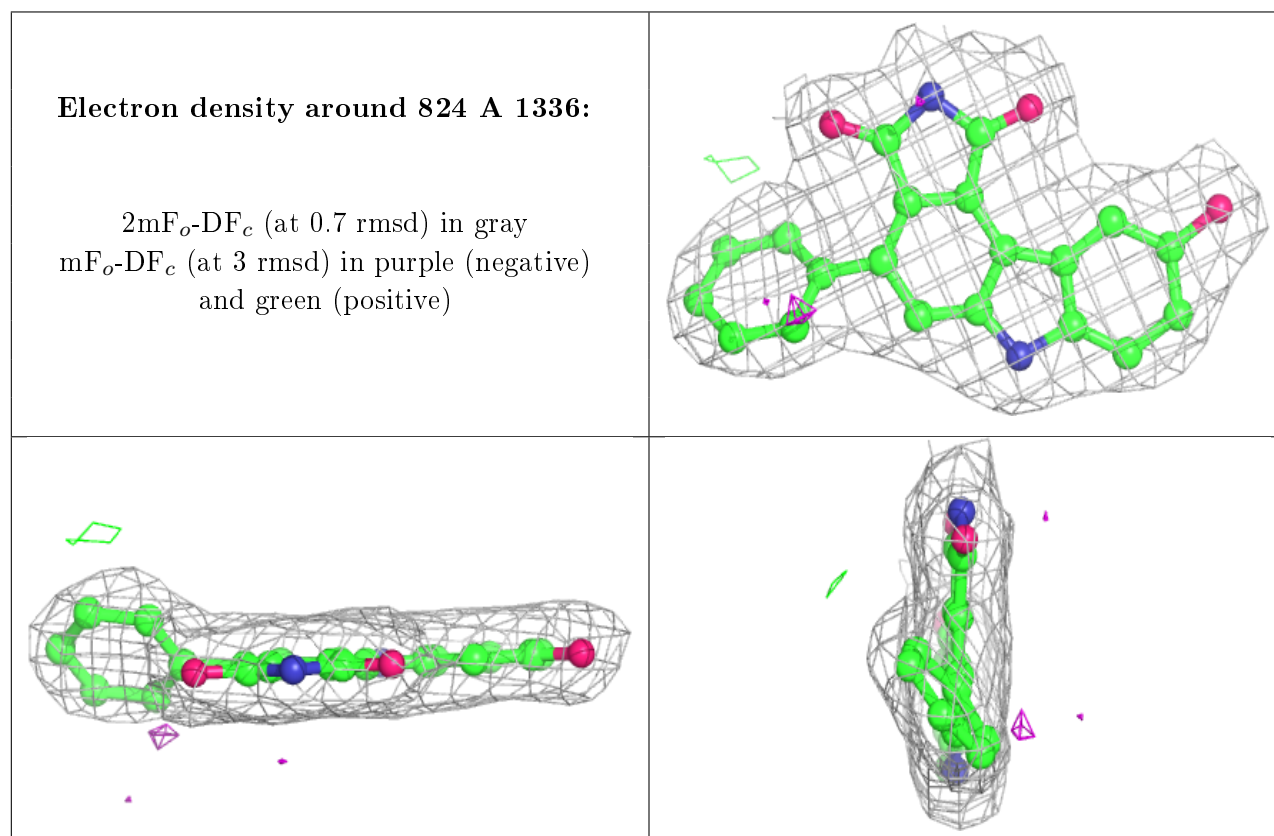 Electron density around 824 A 1336:
2mFo-DFc (at 0.7 rmsd) in gray
mFo-DFc (at 3 rmsd) in purple (negative)
and green (positive)